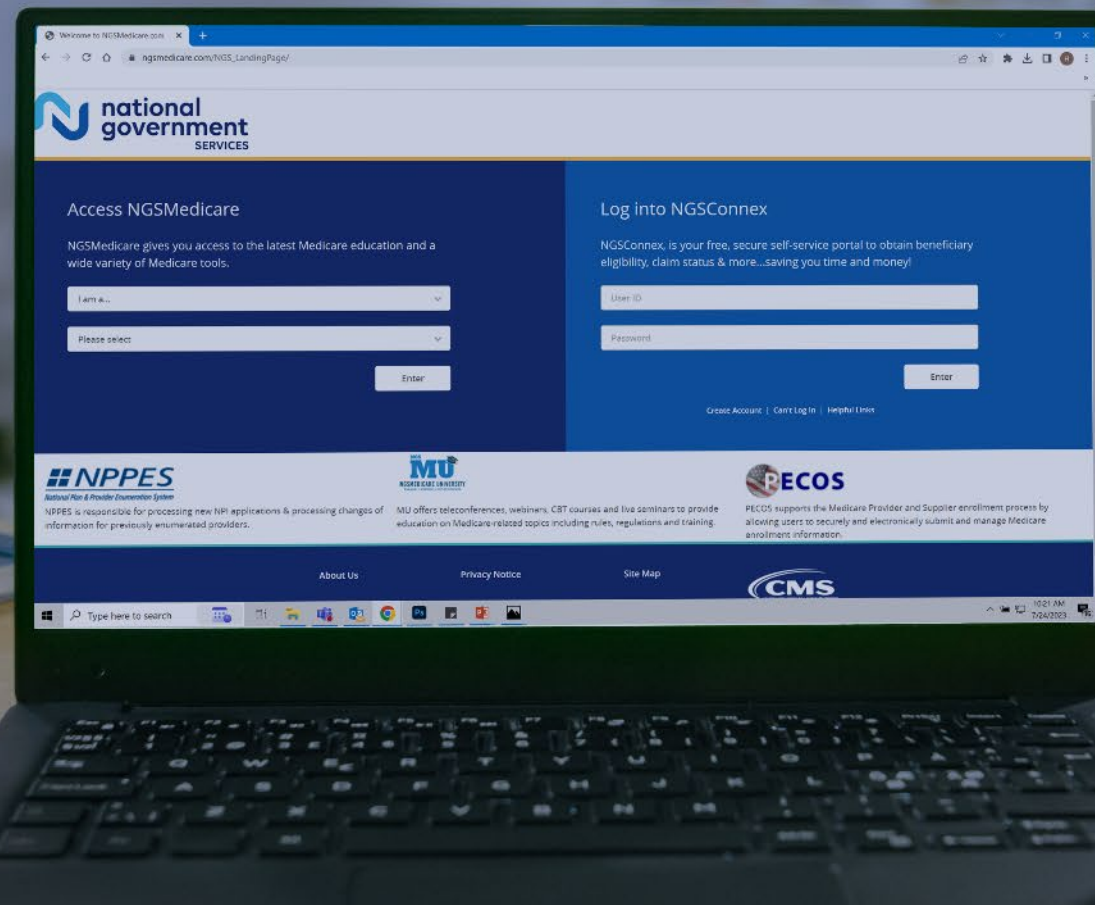 Welcome to NGSMedicare.com
ngsmedicare.com/NGS_LandingPage/
national
government
SERVICES
Access NGSMedicare
NGSMedicare gives you access to the latest Medicare education and a
wide variety of Medicare tools.
I am a...
Please select
Enter
Log into NGSConnex
NGSConnex, is your free, secure self-service portal to obtain beneficiary
eligibility, claim status & more...saving you time and money!
User ID
Password
Enter
Create Account | Can't Log In | Helpful Links
NPPES
National Plan & Provider Enumeration System
NPPES is responsible for processing new NPI applications & processing changes of
information for previously enumerated providers.
MU
NGSMEDICARE UNIVERSITY
MU offers teleconferences, webinars, CBT courses and live seminars to provide
education on Medicare-related topics including rules, regulations and training.
PECOS
PECOS supports the Medicare Provider and Supplier enrollment process by
allowing users to securely and electronically submit and manage Medicare
enrollment information.
About Us
Privacy Notice
Site Map
CMS
Type here to search
Ps
10:21 AM
7/24/2023